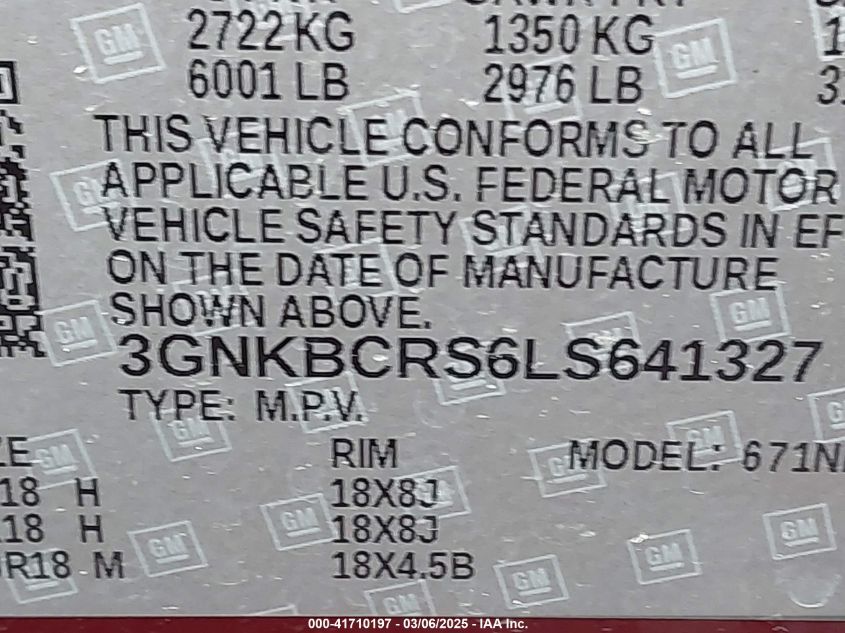 2722 KG 1350 KG
6001 LB 2976 LB
THIS VEHICLE CONFORMS TO ALL
APPLICABLE U.S. FEDERAL MOTOR
VEHICLE SAFETY STANDARDS IN EF
ON THE DATE OF MANUFACTURE
SHOWN ABOVE.
3GNKBCRS6LS641327
TYPE: M.P.V.
RIM MODEL: 671N
18 H 18X8J
18 H 18X8J
R18 M 18X4.5B
GM
000-41710197 - 03/06/2025 - IAA Inc.